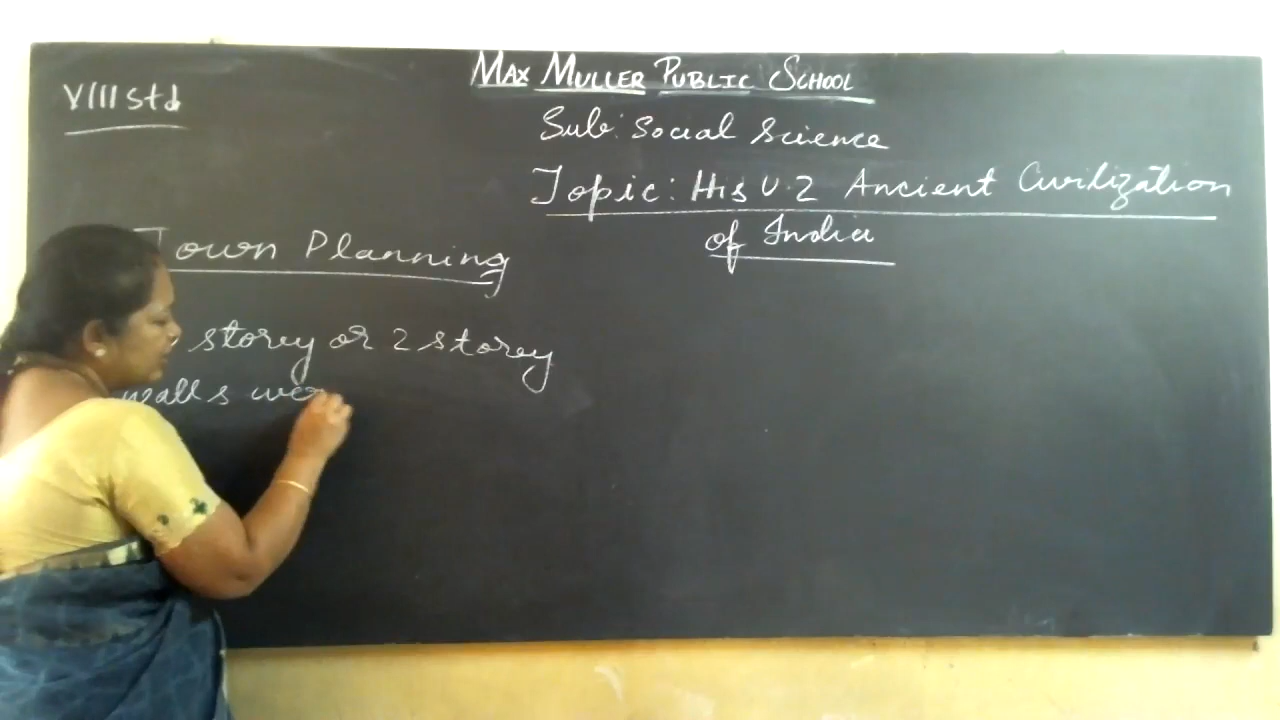 MAX MULLER PUBLIC SCHOOL
VIII std
Sub: Social Science
Topic: His U.2 Ancient Civilization
of India
Town Planning
storey or 2 storey
walls wer